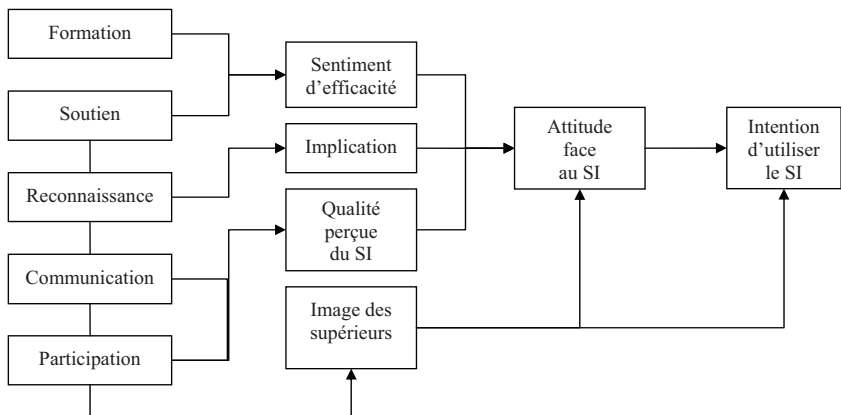 Formation
Soutien
Reconnaissance
Communication
Participation
Sentiment
d'efficacité
Implication
Qualité
perçue
du SI
Image des
supérieurs
Attitude
face
au SI
Intention
d'utiliser
le SI